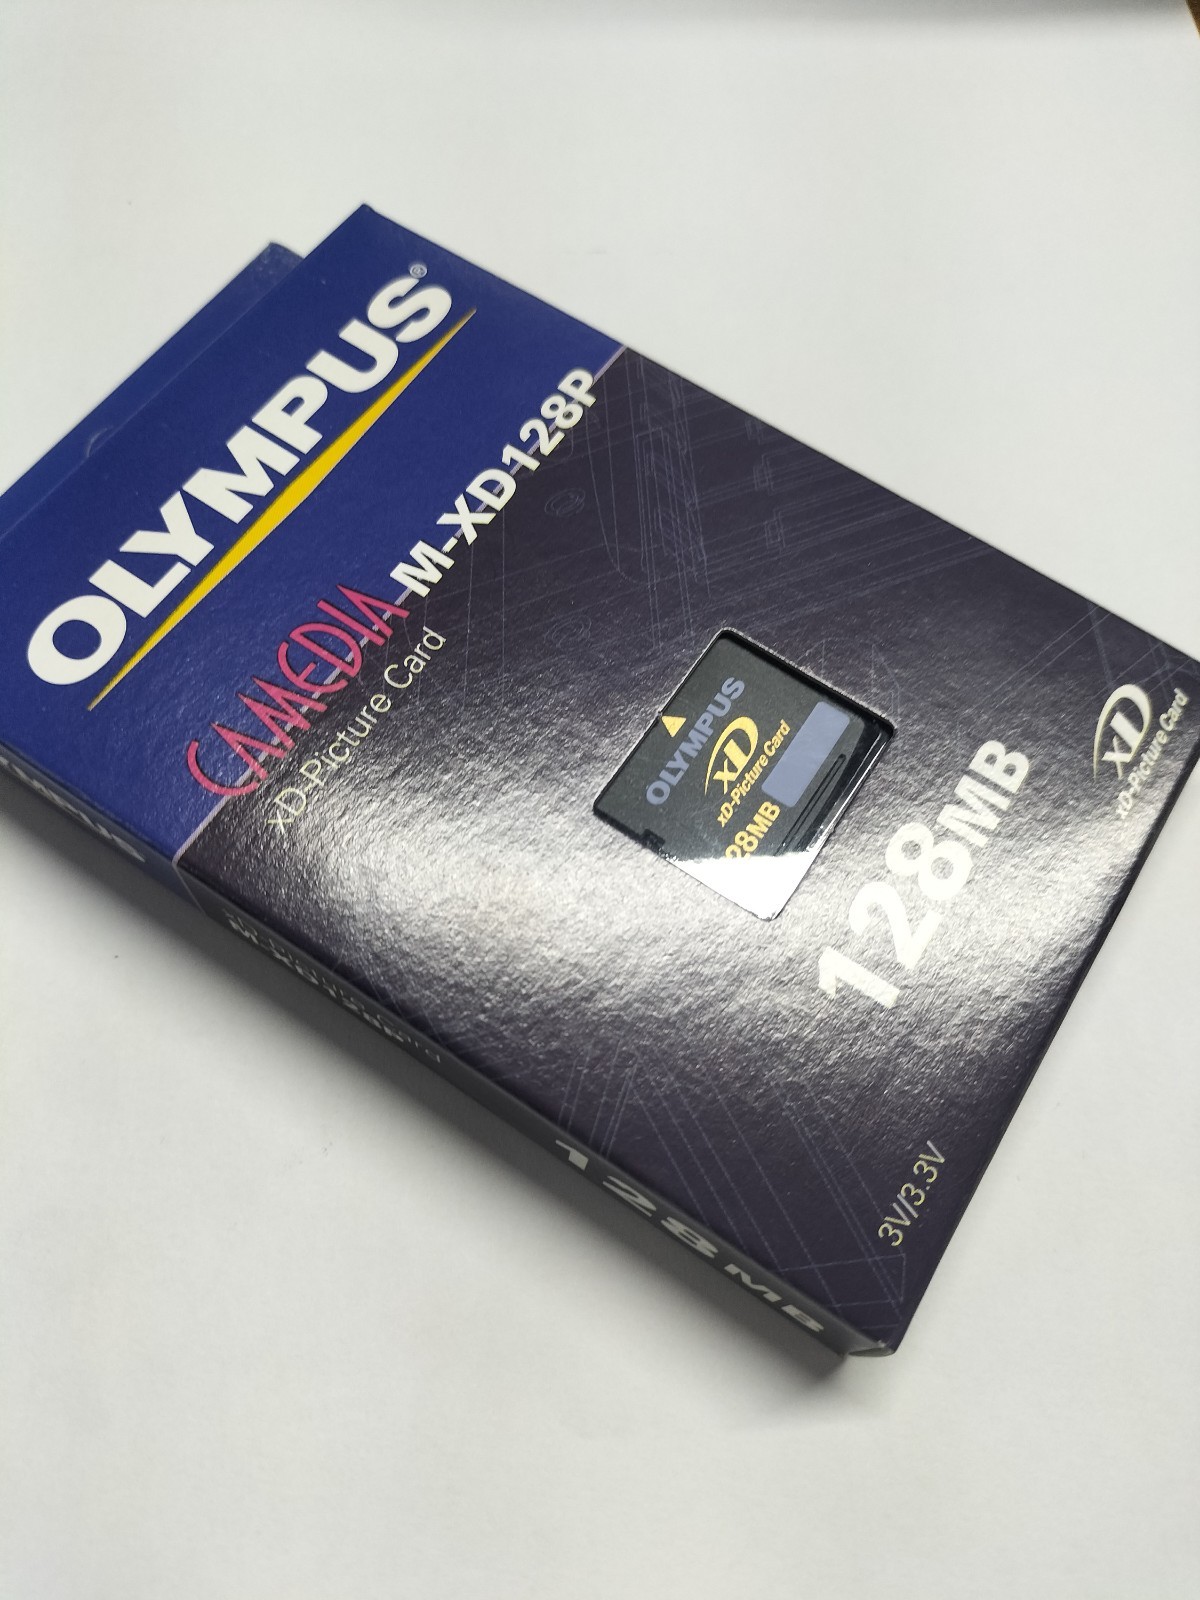 OLYMPUS®
CAMEDIA M-XD128P
xD-Picture Card
OLYMPUS
xD
xD-Picture Card
28MB
128MB
xD
xD-Picture Card
3V/3.3V
128MB